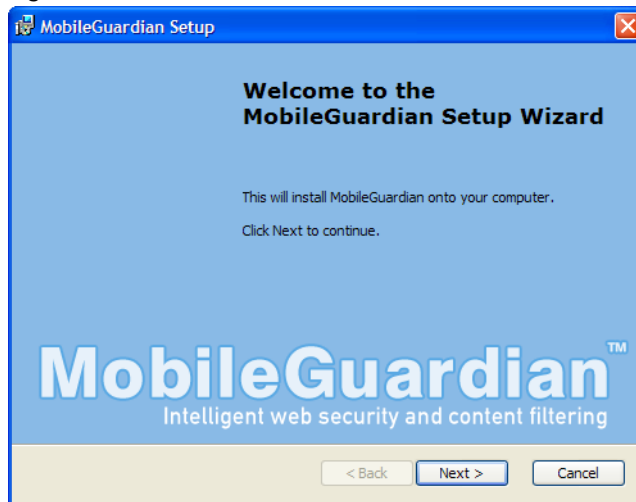 MobileGuardian Setup
Welcome to the
MobileGuardian Setup Wizard
This will install MobileGuardian onto your computer.
Click Next to continue.
MobileGuardian™
Intelligent web security and content filtering
< Back Next > Cancel